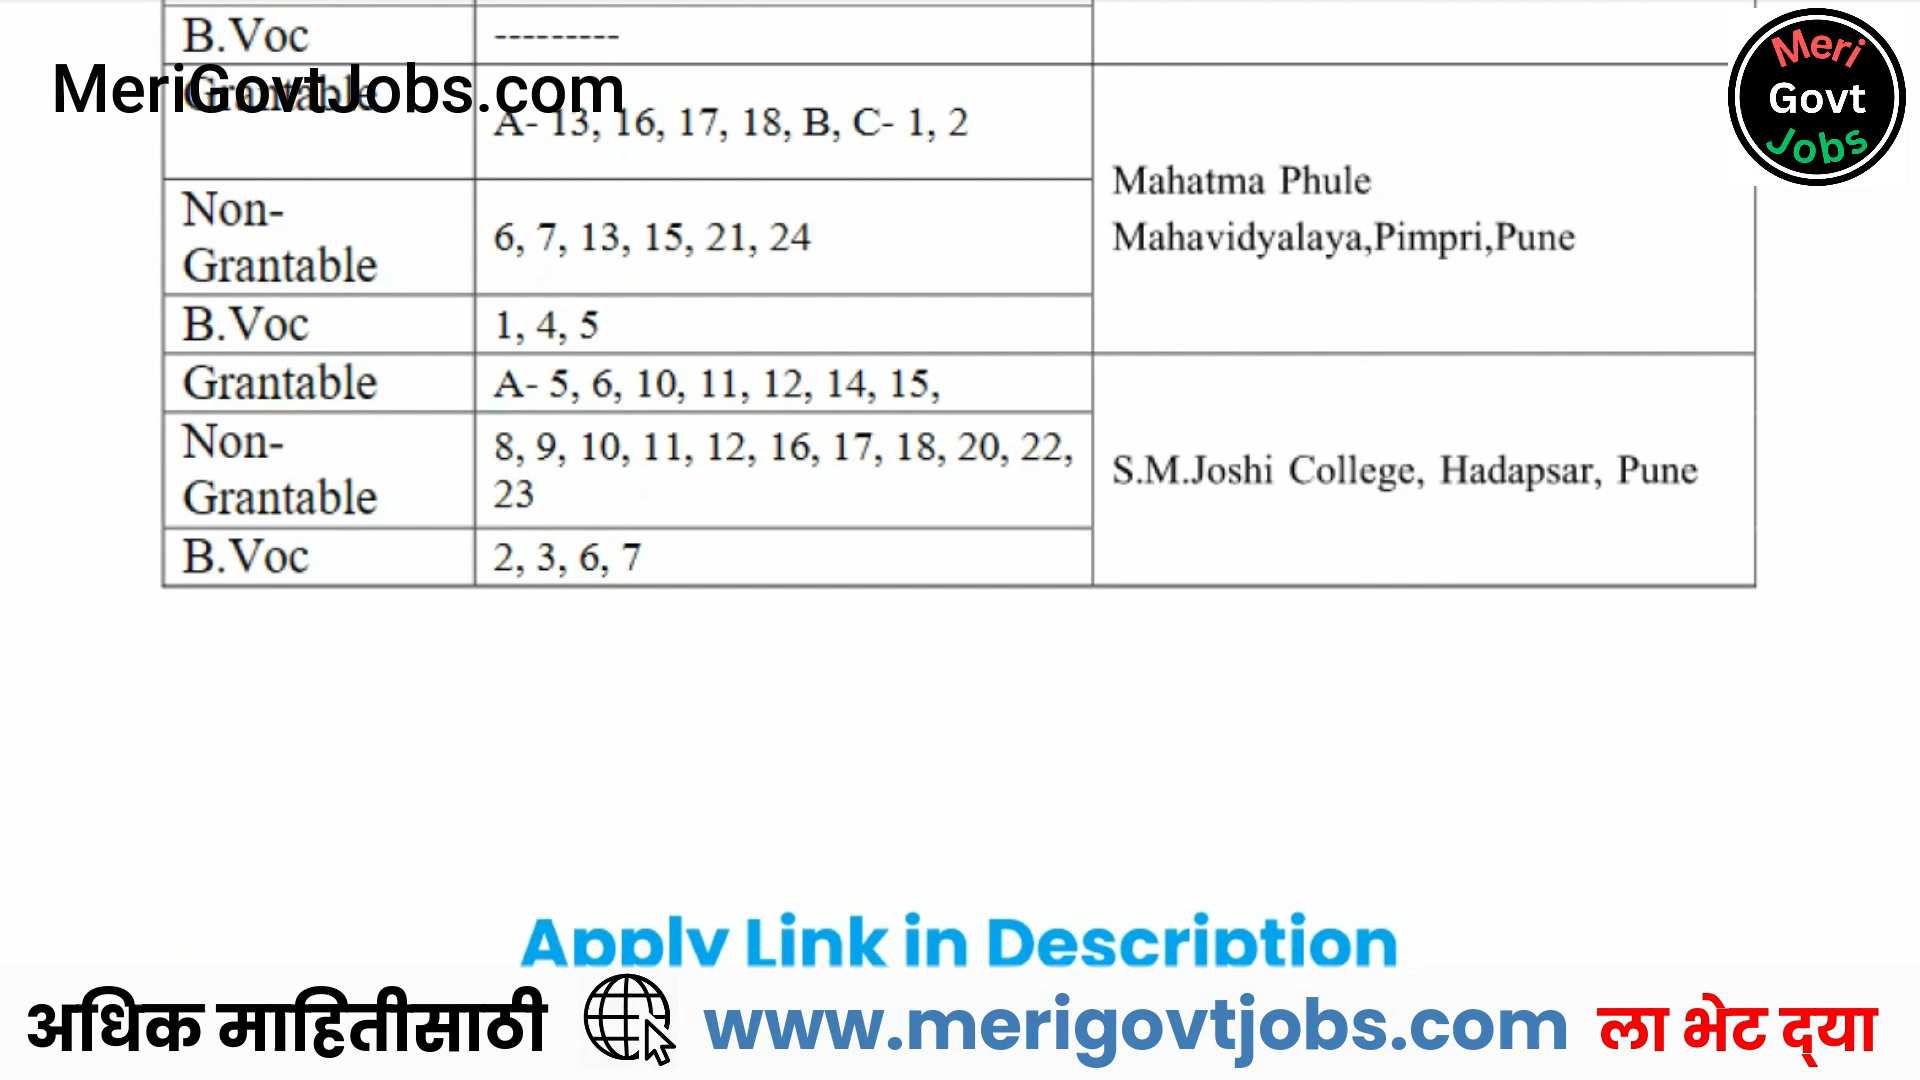 B.Voc ---------
MeriGovtJobs.com
Grantable
A- 13, 16, 17, 18, B, C- 1, 2
Mahatma Phule
Mahavidyalaya,Pimpri,Pune
Non-
Grantable
6, 7, 13, 15, 21, 24
B.Voc 1, 4, 5
Grantable A- 5, 6, 10, 11, 12, 14, 15,
Non-
Grantable
8, 9, 10, 11, 12, 16, 17, 18, 20, 22,
23
S.M.Joshi College, Hadapsar, Pune
B.Voc 2, 3, 6, 7
Meri
Govt
Jobs
Apply Link in Description
अधिक माहितीसाठी www.merigovtjobs.com ला भेट द्या